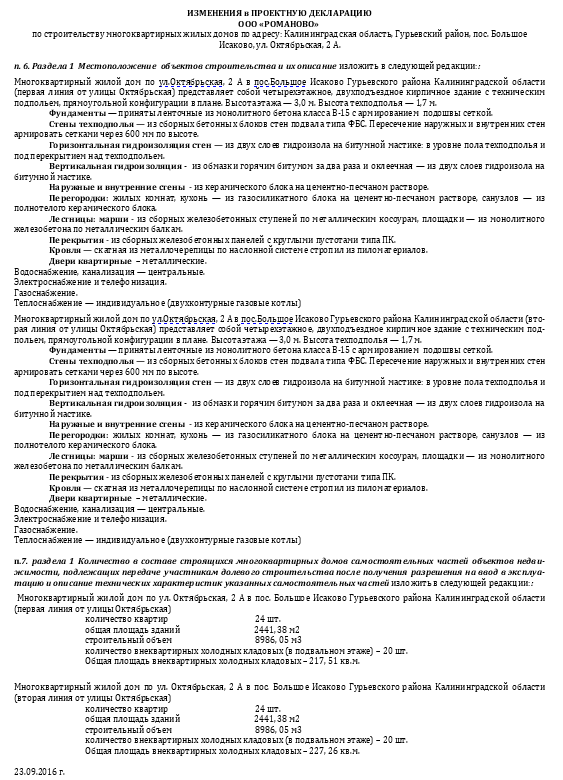 ИЗМЕНЕНИЯ в ПРОЕКТНУЮ ДЕКЛАРАЦИЮ
ООО «РОМАНОВО»
по строительству многоквартирных жилых домов по адресу: Калининградская область, Гурьевский район, пос. Большое
Исаково, ул. Октябрьская, 2 А.
п. 6. Раздела 1 Местоположение объектов строительства и их описание изложить в следующей редакции::
Многоквартирный жилой дом по ул.Октябрьская, 2 А в пос.Большое Исаково Гурьевского района Калининградской области
(первая линия от улицы Октябрьская) представляет собой четырехэтажное, двухподъездное кирпичное здание с техническим
подпольем, прямоугольной конфигурации в плане. Высота этажа — 3,0 м. Высота техподполья — 1,7 м.
Фундаменты — приняты ленточные из монолитного бетона класса В-15 с армированием подошвы сеткой.
Стены техподполья — из сборных бетонных блоков стен подвала типа ФБС. Пересечение наружных и внутренних стен
армировать сетками через 600 мм по высоте.
Горизонтальная гидроизоляция стен — из двух слоев гидроизола на битумной мастике: в уровне пола техподполья и
под перекрытием над техподпольем.
Вертикальная гидроизоляция - из обмазки горячим битумом за два раза и оклеечная — из двух слоев гидроизола на
битумной мастике.
Наружные и внутренние стены - из керамического блока на цементно-песчаном растворе.
Перегородки: жилых комнат, кухонь — из газосиликатного блока на цементно-песчаном растворе, санузлов — из
полнотелого керамического блока.
Лестницы: марши - из сборных железобетонных ступеней по металлическим косоурам, площадки — из монолитного
железобетона по металлическим балкам.
Перекрытия - из сборных железобетонных панелей с круглыми пустотами типа ПК.
Кровля — скатная из металлочерепицы по наслонной системе стропил из пиломатериалов.
Двери квартирные – металлические.
Водоснабжение, канализация — центральные.
Электроснабжение и телефонизация.
Газоснабжение.
Теплоснабжение — индивидуальное (двухконтурные газовые котлы)
Многоквартирный жилой дом по ул.Октябрьская, 2 А в пос.Большое Исаково Гурьевского района Калининградской области (вто-
рая линия от улицы Октябрьская) представляет собой четырехэтажное, двухподъездное кирпичное здание с техническим под-
польем, прямоугольной конфигурации в плане. Высота этажа — 3,0 м. Высота техподполья — 1,7 м.
Фундаменты — приняты ленточные из монолитного бетона класса В-15 с армированием подошвы сеткой.
Стены техподполья — из сборных бетонных блоков стен подвала типа ФБС. Пересечение наружных и внутренних стен
армировать сетками через 600 мм по высоте.
Горизонтальная гидроизоляция стен — из двух слоев гидроизола на битумной мастике: в уровне пола техподполья и
под перекрытием над техподпольем.
Вертикальная гидроизоляция - из обмазки горячим битумом за два раза и оклеечная — из двух слоев гидроизола на
битумной мастике.
Наружные и внутренние стены - из керамического блока на цементно-песчаном растворе.
Перегородки: жилых комнат, кухонь — из газосиликатного блока на цементно-песчаном растворе, санузлов — из
полнотелого керамического блока.
Лестницы: марши - из сборных железобетонных ступеней по металлическим косоурам, площадки — из монолитного
железобетона по металлическим балкам.
Перекрытия - из сборных железобетонных панелей с круглыми пустотами типа ПК.
Кровля — скатная из металлочерепицы по наслонной системе стропил из пиломатериалов.
Двери квартирные – металлические.
Водоснабжение, канализация — центральные.
Электроснабжение и телефонизация.
Газоснабжение.
Теплоснабжение — индивидуальное (двухконтурные газовые котлы)
п.7. раздела 1 Количество в составе строящихся многоквартирных домов самостоятельных частей объектов недви-
жимости, подлежащих передаче участникам долевого строительства после получения разрешения на ввод в эксплуа-
тацию и описание технических характеристик указанных самостоятельных частей изложить в следующей редакции::
Многоквартирный жилой дом по ул. Октябрьская, 2 А в пос. Большое Исаково Гурьевского района Калининградской области
(первая линия от улицы Октябрьская)
количество квартир 24 шт.
общая площадь зданий 2441, 38 м2
строительный объем 8986, 05 м3
количество внеквартирных холодных кладовых (в подвальном этаже) – 20 шт.
Общая площадь внеквартирных холодных кладовых – 217, 51 кв.м.
Многоквартирный жилой дом по ул. Октябрьская, 2 А в пос. Большое Исаково Гурьевского района Калининградской области
(вторая линия от улицы Октябрьская)
количество квартир 24 шт.
общая площадь зданий 2441, 38 м2
строительный объем 8986, 05 м3
количество внеквартирных холодных кладовых (в подвальном этаже) – 20 шт.
Общая площадь внеквартирных холодных кладовых – 227, 26 кв.м.
23.09.2016 г.